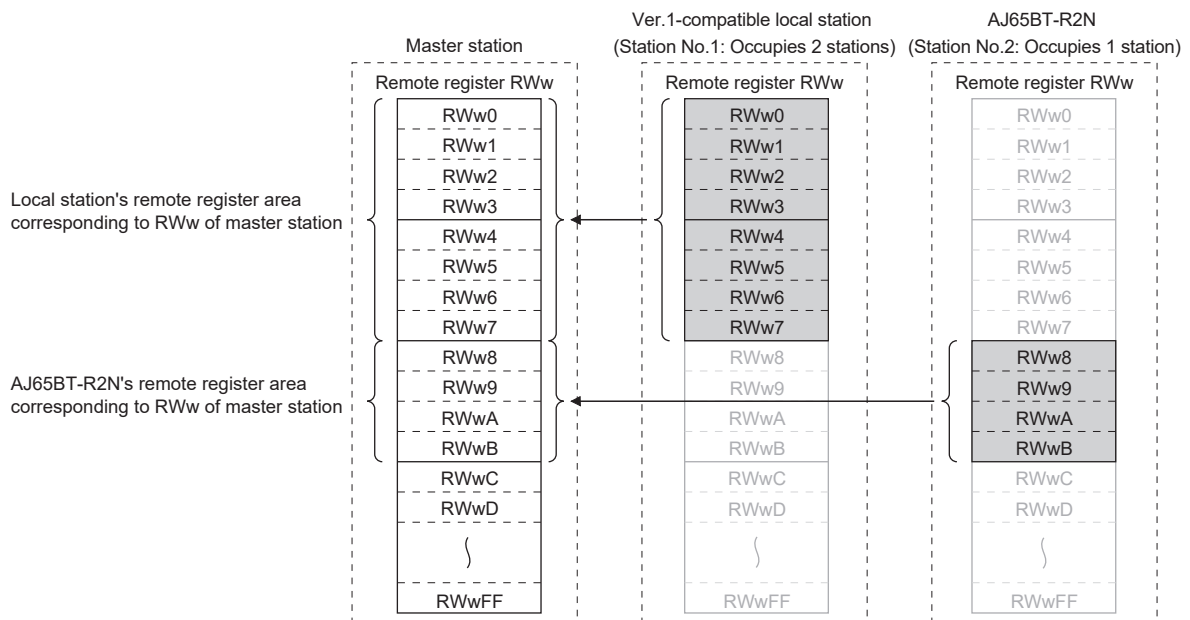 Master station
Ver.1-compatible local station
(Station No.1: Occupies 2 stations)
AJ65BT-R2N
(Station No.2: Occupies 1 station)
Remote register RWw
RWw0
RWw1
RWw2
RWw3
RWw4
RWw5
RWw6
RWw7
RWw8
RWw9
RWwA
RWwB
RWwC
RWwD
RWwFF
Remote register RWw
RWw0
RWw1
RWw2
RWw3
RWw4
RWw5
RWw6
RWw7
RWw8
RWw9
RWwA
RWwB
RWwC
RWwD
RWwFF
Remote register RWw
RWw0
RWw1
RWw2
RWw3
RWw4
RWw5
RWw6
RWw7
RWw8
RWw9
RWwA
RWwB
RWwC
RWwD
RWwFF
Local station's remote register area
corresponding to RWw of master station
AJ65BT-R2N's remote register area
corresponding to RWw of master station